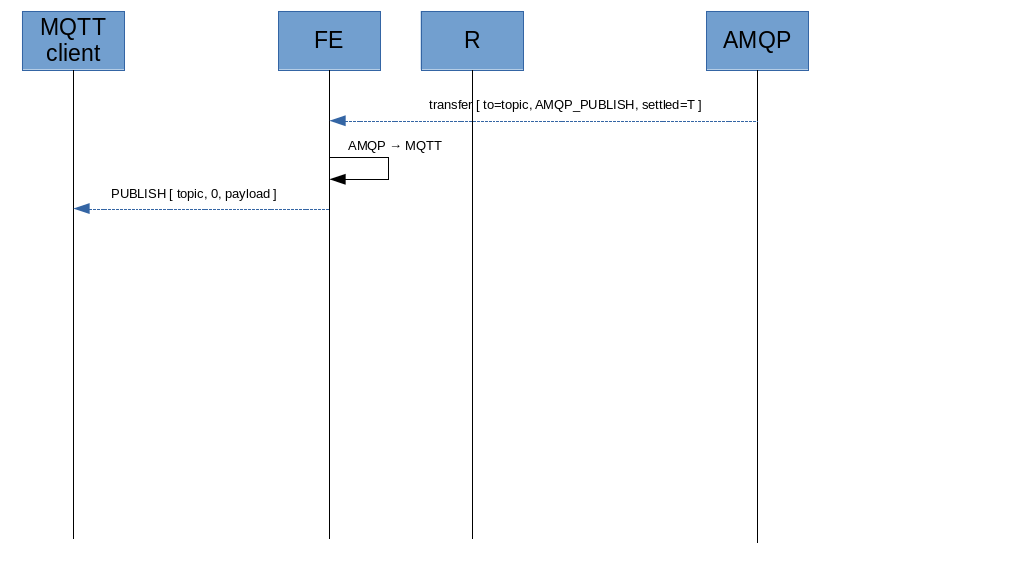 MQTT
client
FE
R
AMQP
transfer [ to=topic, AMQP_PUBLISH, settled=T ]
AMQP → MQTT
PUBLISH [ topic, 0, payload ]